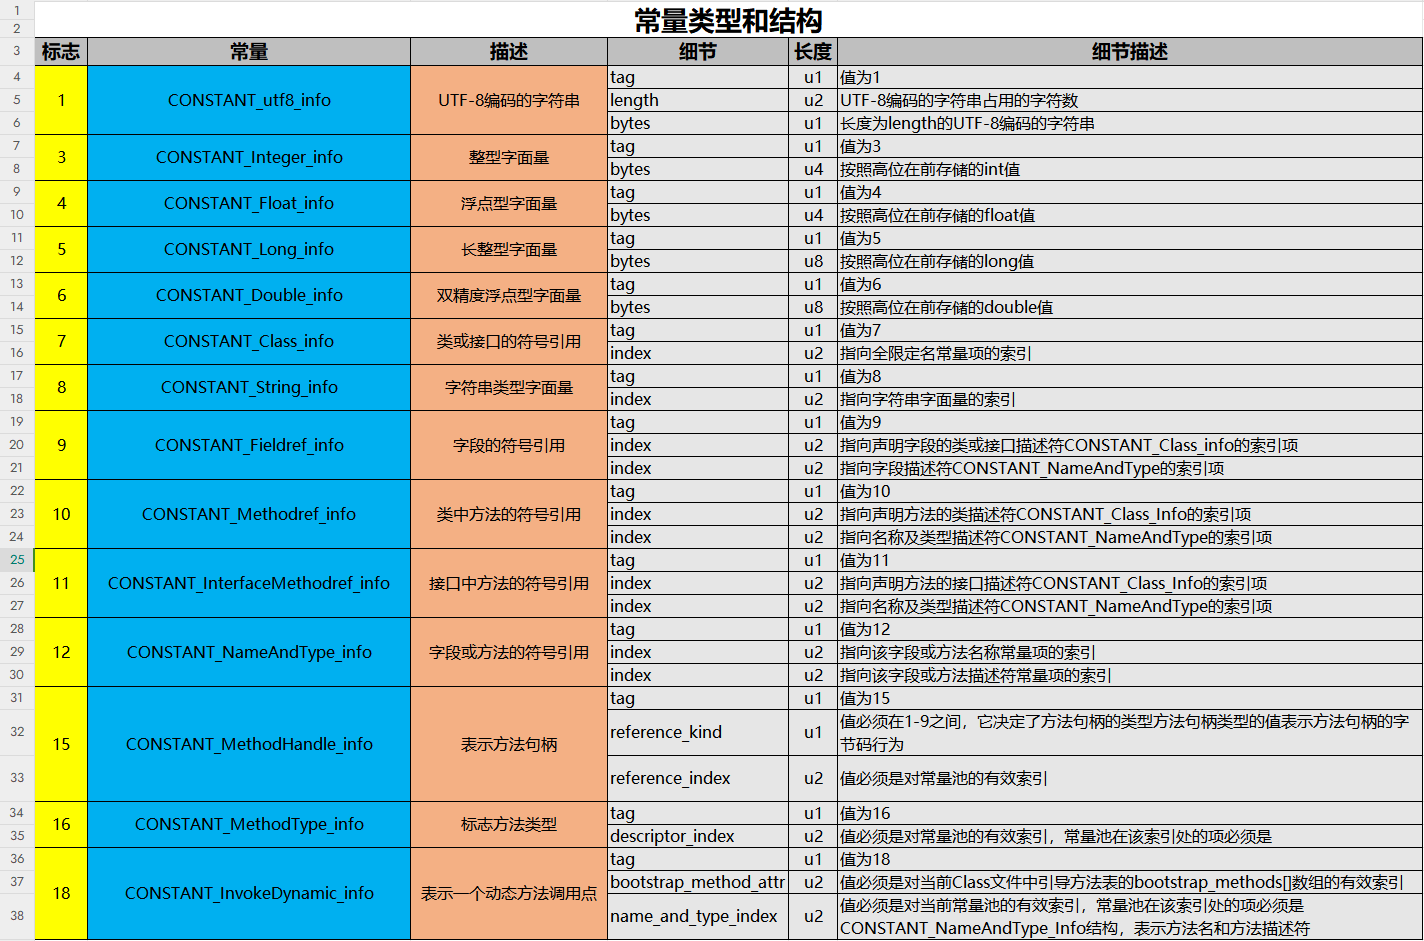 常量类型和结构
标志 常量 描述 细节 长度 细节描述
1 CONSTANT_utf8_info UTF-8编码的字符串 tag u1 值为1
length u2 UTF-8编码的字符串占用的字符数
bytes u1 长度为length的UTF-8编码的字符串
3 CONSTANT_Integer_info 整型字面量 tag u1 值为3
bytes u4 按照高位在前存储的int值
4 CONSTANT_Float_info 浮点型字面量 tag u1 值为4
bytes u4 按照高位在前存储的float值
5 CONSTANT_Long_info 长整型字面量 tag u1 值为5
bytes u8 按照高位在前存储的long值
6 CONSTANT_Double_info 双精度浮点型字面量 tag u1 值为6
bytes u8 按照高位在前存储的double值
7 CONSTANT_Class_info 类或接口的符号引用 tag u1 值为7
index u2 指向全限定名常量项的索引
8 CONSTANT_String_info 字符串类型字面量 tag u1 值为8
index u2 指向字符串字面量的索引
9 CONSTANT_Fieldref_info 字段的符号引用 tag u1 值为9
index u2 指向声明字段的类或接口描述符CONSTANT_Class_info的索引项
index u2 指向字段描述符CONSTANT_NameAndType的索引项
10 CONSTANT_Methodref_info 类中方法的符号引用 tag u1 值为10
index u2 指向声明方法的类描述符CONSTANT_Class_Info的索引项
index u2 指向名称及类型描述符CONSTANT_NameAndType的索引项
11 CONSTANT_InterfaceMethodref_info 接口中方法的符号引用 tag u1 值为11
index u2 指向声明方法的接口描述符CONSTANT_Class_Info的索引项
index u2 指向名称及类型描述符CONSTANT_NameAndType的索引项
12 CONSTANT_NameAndType_info 字段或方法的符号引用 tag u1 值为12
index u2 指向该字段或方法名称常量项的索引
index u2 指向该字段或方法描述符常量项的索引
15 CONSTANT_MethodHandle_info 表示方法句柄 tag u1 值为15
reference_kind u1 值必须在1-9之间，它决定了方法句柄的类型方法句柄类型的值表示方法句柄的字
节码行为
reference_index u2 值必须是对常量池的有效索引
16 CONSTANT_MethodType_info 标志方法类型 tag u1 值为16
descriptor_index u2 值必须是对常量池的有效索引，常量池在该索引处的项必须是
18 CONSTANT_InvokeDynamic_info 表示一个动态方法调用点 tag u1 值为18
bootstrap_method_attr u2 值必须是对当前Class文件中引导方法表的bootstrap_methods[]数组的有效索引
name_and_type_index u2 值必须是对当前常量池的有效索引，常量池在该索引处的项必须是
CONSTANT_NameAndType_Info结构，表示方法名和方法描述符
1
2
3
4
5
6
7
8
9
10
11
12
13
14
15
16
17
18
19
20
21
22
23
24
25
26
27
28
29
30
31
32
33
34
35
36
37
38